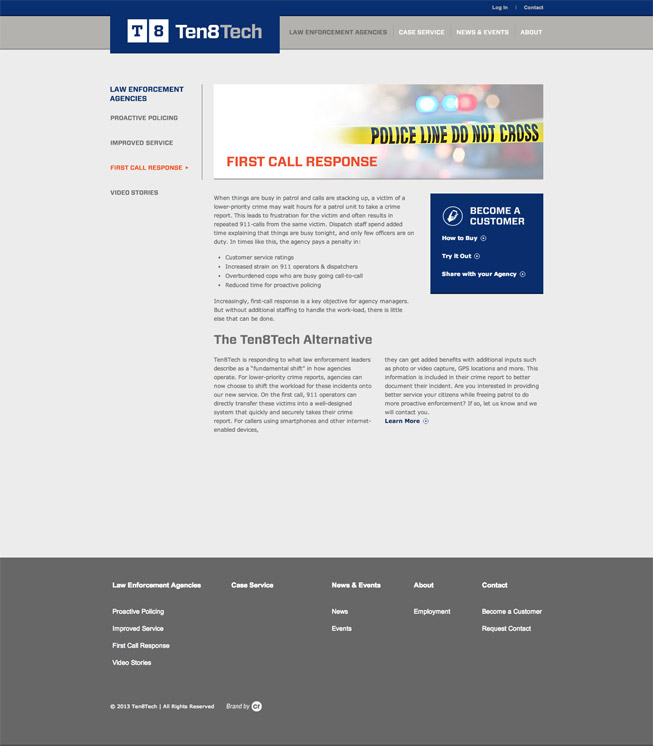 Log In | Contact
T 8 Ten8Tech
LAW ENFORCEMENT AGENCIES | CASE SERVICE | NEWS & EVENTS | ABOUT
LAW ENFORCEMENT
AGENCIES
PROACTIVE POLICING
IMPROVED SERVICE
FIRST CALL RESPONSE ▸
VIDEO STORIES
POLICE LINE DO NOT CROSS
FIRST CALL RESPONSE
When things are busy in patrol and calls are stacking up, a victim of a
lower-priority crime may wait hours for a patrol unit to take a crime
report. This leads to frustration for the victim and often results in
repeated 911-calls from the same victim. Dispatch staff spend added
time explaining that things are busy tonight, and only few officers are on
duty. In times like this, the agency pays a penalty in:
• Customer service ratings
• Increased strain on 911 operators & dispatchers
• Overburdened cops who are busy going call-to-call
• Reduced time for proactive policing
Increasingly, first-call response is a key objective for agency managers.
But without additional staffing to handle the work-load, there is little
else that can be done.
BECOME A
CUSTOMER
How to Buy
Try it Out
Share with your Agency
The Ten8Tech Alternative
Ten8Tech is responding to what law enforcement leaders
describe as a "fundamental shift" in how agencies
operate. For lower-priority crime reports, agencies can
now choose to shift the workload for these incidents onto
our new service. On the first call, 911 operators can
directly transfer these victims into a well-designed
system that quickly and securely takes their crime
report. For callers using smartphones and other internet-
enabled devices,
they can get added benefits with additional inputs such
as photo or video capture, GPS locations and more. This
information is included in their crime report to better
document their incident. Are you interested in providing
better service your citizens while freeing patrol to do
more proactive enforcement? If so, let us know and we
will contact you.
Learn More
Law Enforcement Agencies
Proactive Policing
Improved Service
First Call Response
Video Stories
Case Service
News & Events
News
Events
About
Employment
Contact
Become a Customer
Request Contact
© 2013 Ten8Tech | All Rights Reserved Brand by cf